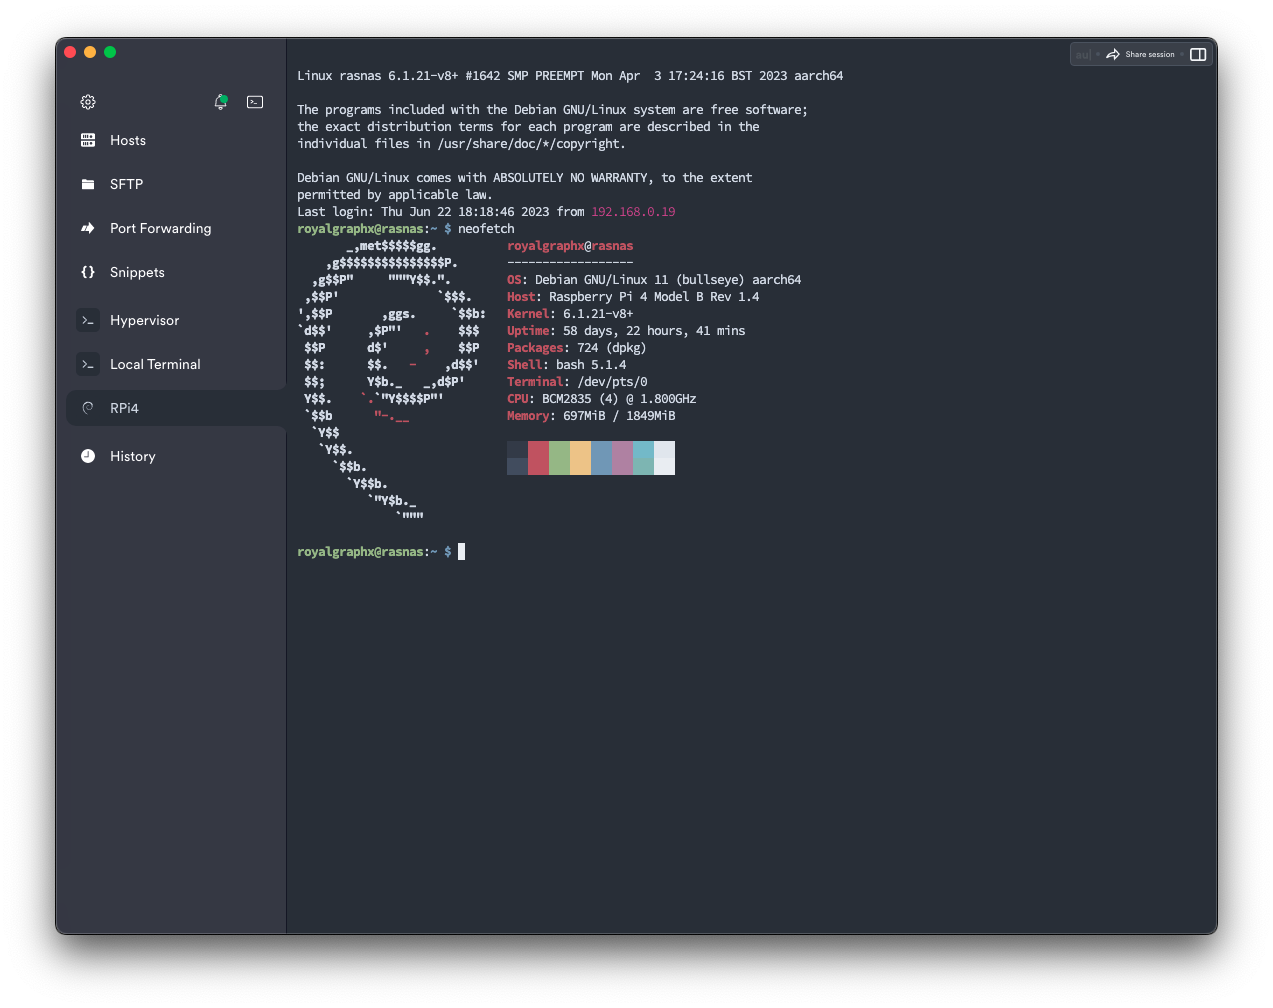 Share session
Hosts
SFTP
Port Forwarding
{} Snippets
Hypervisor
Local Terminal
RPi4
History
Linux rasnas 6.1.21-v8+ #1642 SMP PREEMPT Mon Apr  3 17:24:16 BST 2023 aarch64
The programs included with the Debian GNU/Linux system are free software;
the exact distribution terms for each program are described in the
individual files in /usr/share/doc/*/copyright.
Debian GNU/Linux comes with ABSOLUTELY NO WARRANTY, to the extent
permitted by applicable law.
Last login: Thu Jun 22 18:18:46 2023 from 192.168.0.19
royalgraphx@rasnas:~ $ neofetch
       _,met$$$$$gg.          royalgraphx@rasnas
    ,g$$$$$$$$$$$$$$$P.       ------------------
  ,g$$P"     """Y$$.".        OS: Debian GNU/Linux 11 (bullseye) aarch64
 ,$$P'              `$$$.     Host: Raspberry Pi 4 Model B Rev 1.4
',$$P       ,ggs.     `$$b:   Kernel: 6.1.21-v8+
`d$$'     ,$P"'   .    $$$    Uptime: 58 days, 22 hours, 41 mins
 $$P      d$'     ,    $$P    Packages: 724 (dpkg)
 $$:      $$.   -    ,d$$'    Shell: bash 5.1.4
 $$;      Y$b._   _,d$P'      Terminal: /dev/pts/0
 Y$$.    `.`"Y$$$$P"'         CPU: BCM2835 (4) @ 1.800GHz
 `$$b      "-.__              Memory: 697MiB / 1849MiB
  `Y$$
   `Y$$.
     `$$b.
       `Y$$b.
          `"Y$b._
              `"""
royalgraphx@rasnas:~ $